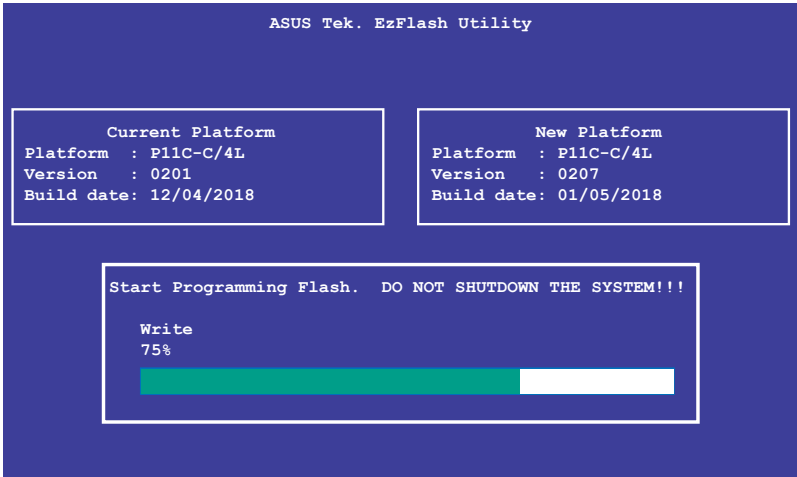 ASUS Tek. EzFlash Utility
Current Platform
Platform : P11C-C/4L
Version : 0201
Build date: 12/04/2018
New Platform
Platform : P11C-C/4L
Version : 0207
Build date: 01/05/2018
Start Programming Flash. DO NOT SHUTDOWN THE SYSTEM!!!
Write
75%